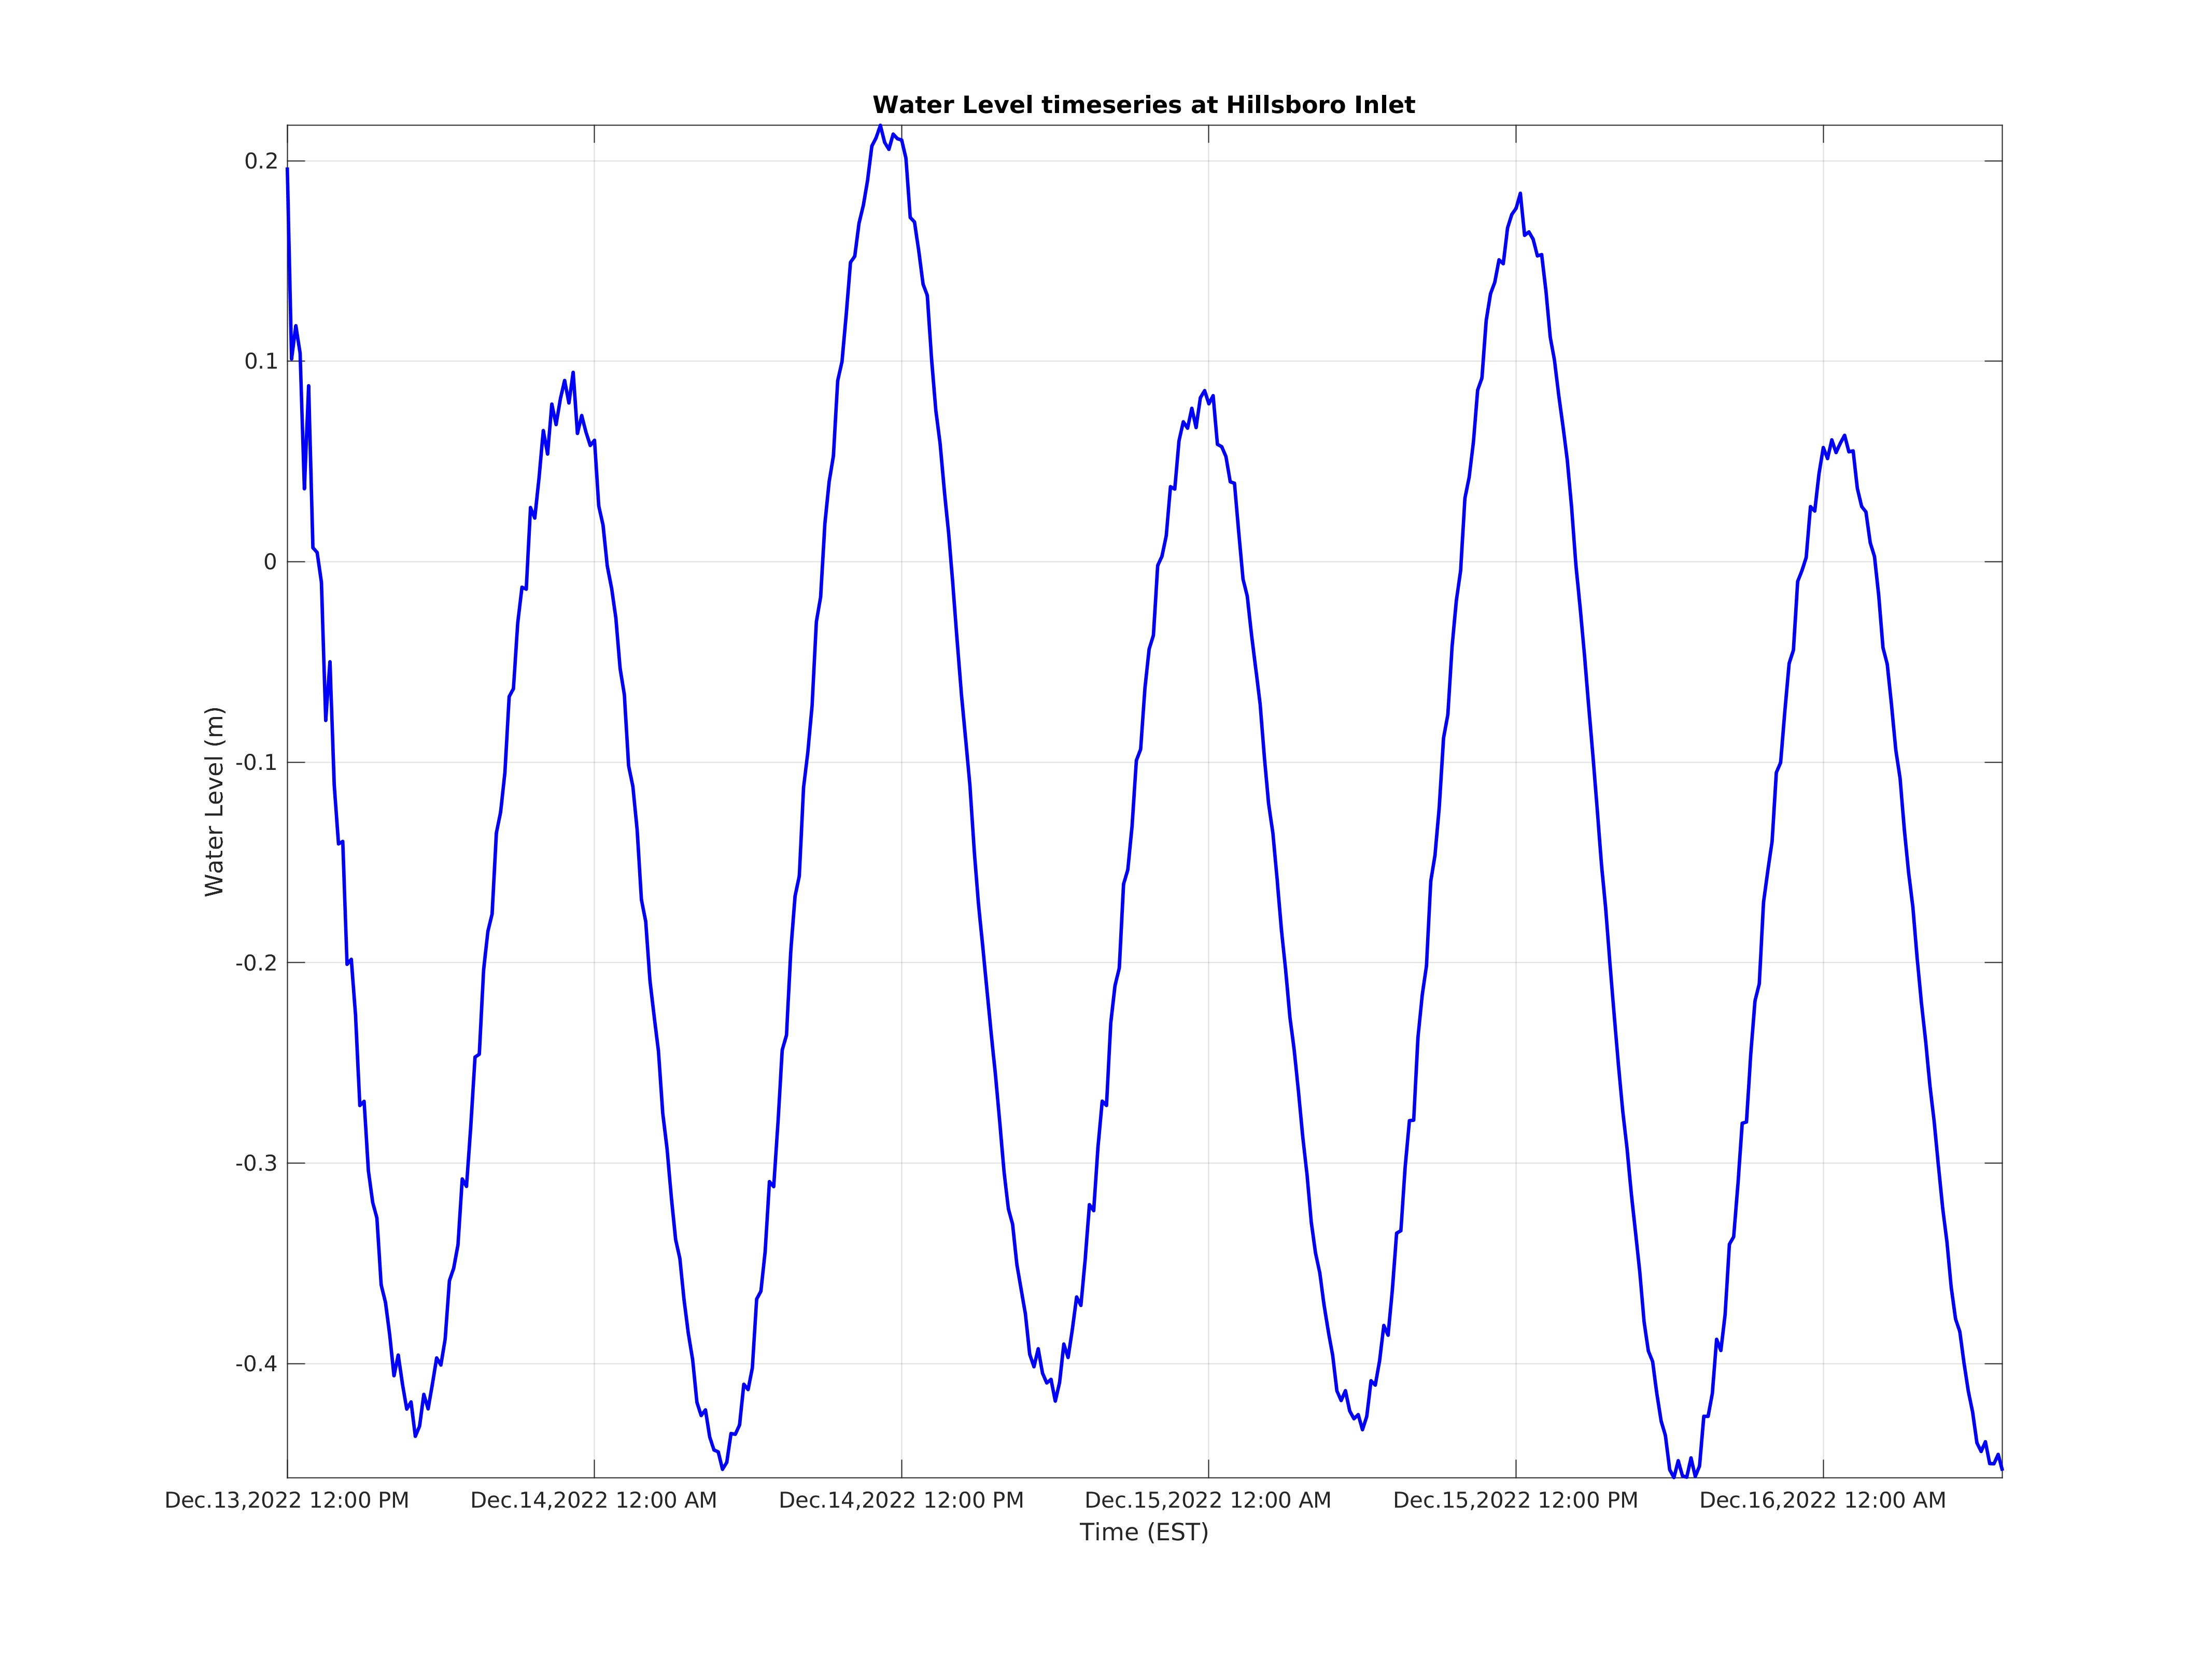 Water Level timeseries at Hillsboro Inlet
0.2
0.1
0
-0.1
-0.2
-0.3
-0.4
Water Level (m)
Dec.13,2022 12:00 PM Dec.14,2022 12:00 AM Dec.14,2022 12:00 PM Dec.15,2022 12:00 AM Dec.15,2022 12:00 PM Dec.16,2022 12:00 AM
Time (EST)